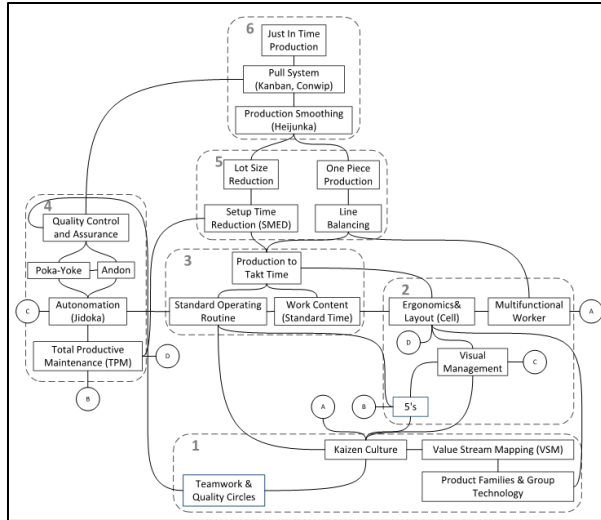 6
Just In Time
Production
Pull System
(Kanban, Conwip)
Production Smoothing
(Heijunka)
5
Lot Size
Reduction
One Piece
Production
Setup Time
Reduction (SMED)
Line
Balancing
4
Quality Control
and Assurance
Poka-Yoke
Andon
C
Autonomation
(Jidoka)
Total Productive
Maintenance (TPM)
D
B
3
Production to
Takt Time
Standard Operating
Routine
Work Content
(Standard Time)
2
Ergonomics&
Layout (Cell)
Multifunctional
Worker
A
D
Visual
Management
C
A
B
5's
1
Kaizen Culture
Value Stream Mapping (VSM)
Teamwork &
Quality Circles
Product Families & Group
Technology